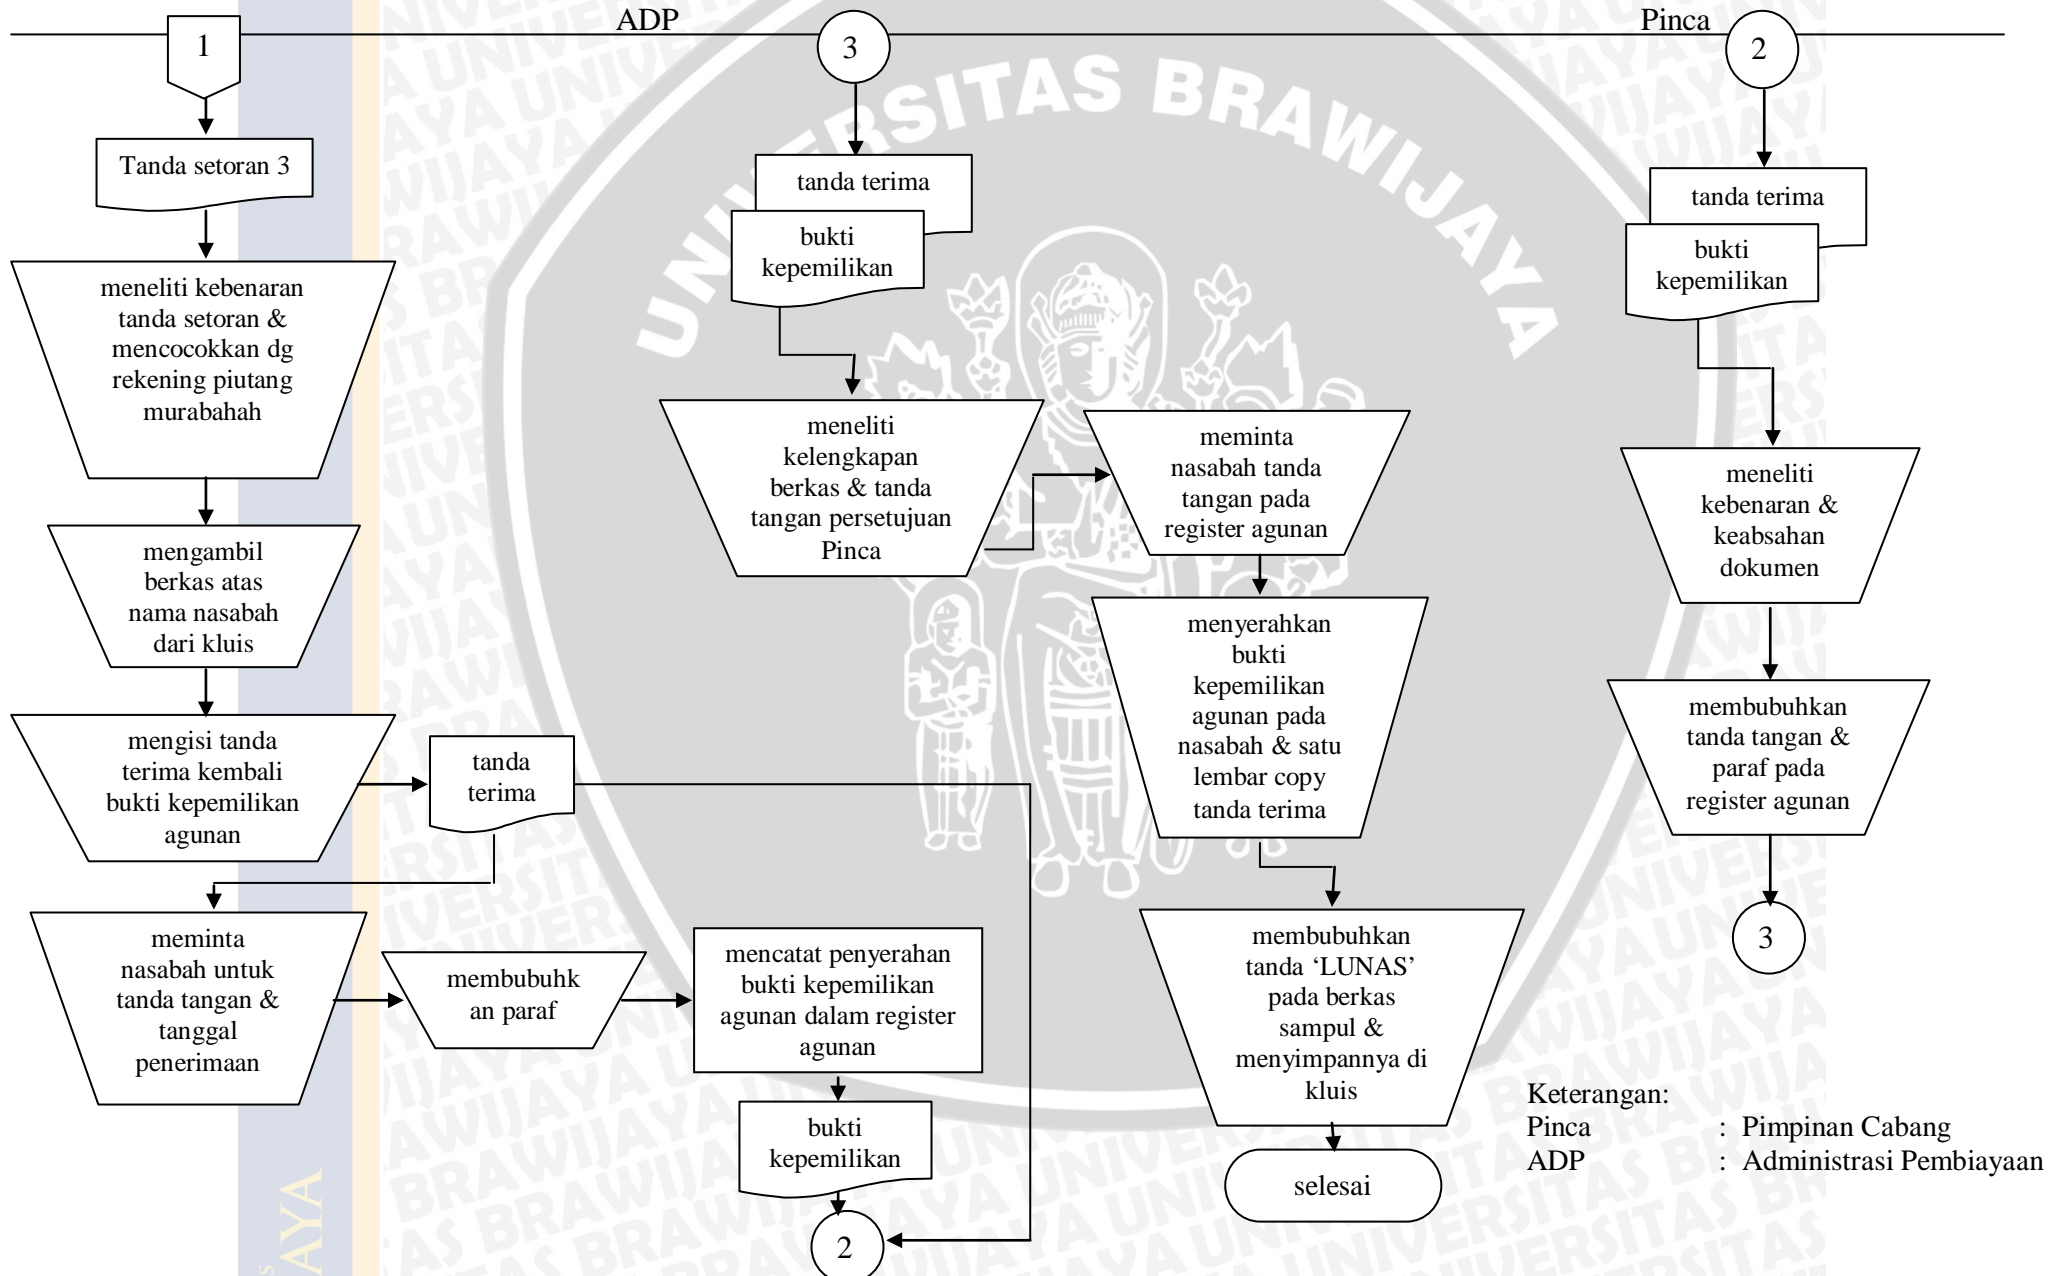 ADP
Pinca
1
Tanda setoran 3
meneliti kebenaran
tanda setoran &
mencocokkan dg
rekening piutang
murabahah
mengambil
berkas atas
nama nasabah
dari kluis
mengisi tanda
terima kembali
bukti kepemilikan
agunan
tanda
terima
meminta
nasabah untuk
tanda tangan &
tanggal
penerimaan
membubuhk
an paraf
mencatat penyerahan
bukti kepemilikan
agunan dalam register
agunan
bukti
kepemilikan
2
3
tanda terima
bukti
kepemilikan
meneliti
kelengkapan
berkas & tanda
tangan persetujuan
Pinca
meminta
nasabah tanda
tangan pada
register agunan
menyerahkan
bukti
kepemilikan
agunan pada
nasabah & satu
lembar copy
tanda terima
membubuhkan
tanda ‘LUNAS’
pada berkas
sampul &
menyimpannya di
kluis
selesai
2
tanda terima
bukti
kepemilikan
meneliti
kebenaran &
keabsahan
dokumen
membubuhkan
tanda tangan &
paraf pada
register agunan
3
Keterangan:
Pinca : Pimpinan Cabang
ADP : Administrasi Pembiayaan
UNIVERSITAS BRAWIJAYA
AYA